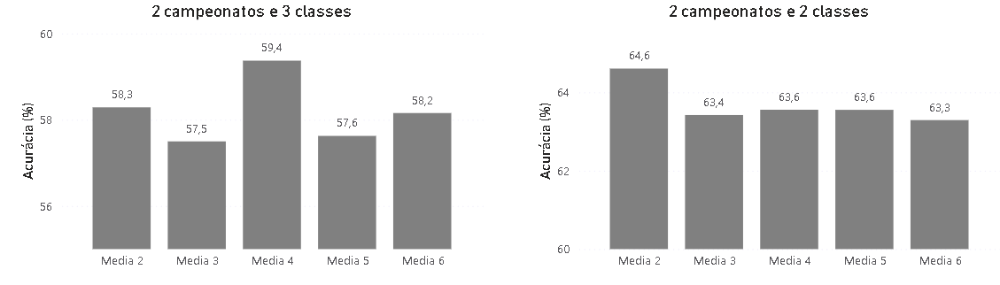 2 campeonatos e 3 classes
60
58
56
Acurácia (%)
58,3
57,5
59,4
57,6
58,2
Media 2
Media 3
Media 4
Media 5
Media 6
2 campeonatos e 2 classes
64
62
60
Acurácia (%)
64,6
63,4
63,6
63,6
63,3
Media 2
Media 3
Media 4
Media 5
Media 6